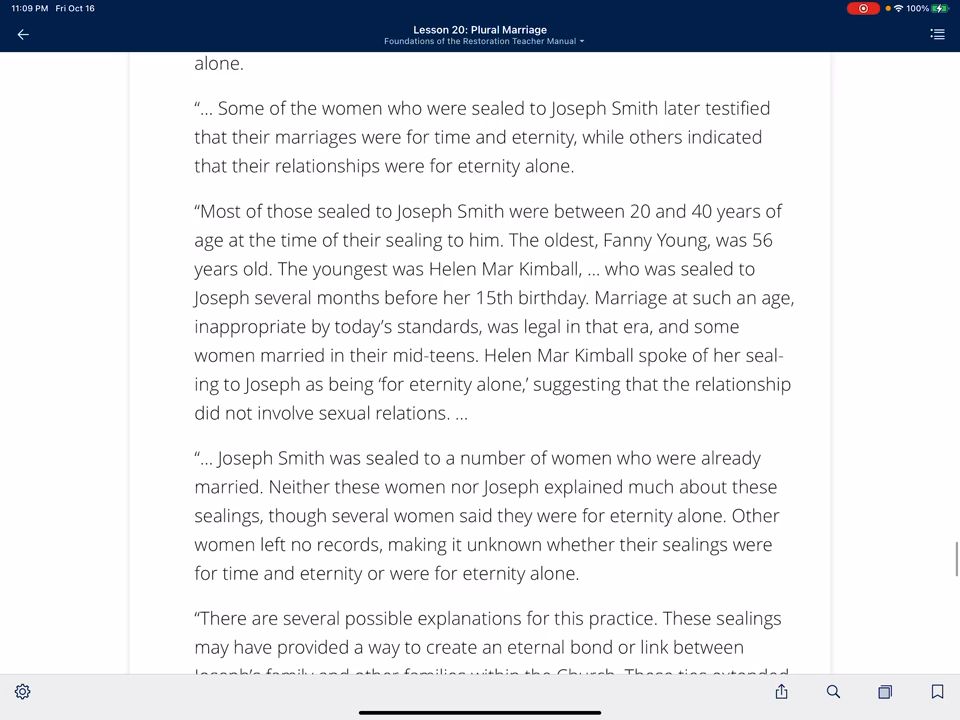 11:09 PM Fri Oct 16
100%
Lesson 20: Plural Marriage
Foundations of the Restoration Teacher Manual
alone.
“… Some of the women who were sealed to Joseph Smith later testified
that their marriages were for time and eternity, while others indicated
that their relationships were for eternity alone.
“Most of those sealed to Joseph Smith were between 20 and 40 years of
age at the time of their sealing to him. The oldest, Fanny Young, was 56
years old. The youngest was Helen Mar Kimball, … who was sealed to
Joseph several months before her 15th birthday. Marriage at such an age,
inappropriate by today’s standards, was legal in that era, and some
women married in their mid-teens. Helen Mar Kimball spoke of her seal-
ing to Joseph as being ‘for eternity alone,’ suggesting that the relationship
did not involve sexual relations. …
“… Joseph Smith was sealed to a number of women who were already
married. Neither these women nor Joseph explained much about these
sealings, though several women said they were for eternity alone. Other
women left no records, making it unknown whether their sealings were
for time and eternity or were for eternity alone.
“There are several possible explanations for this practice. These sealings
may have provided a way to create an eternal bond or link between
Joseph’s family and other families within the Church. These ties extended